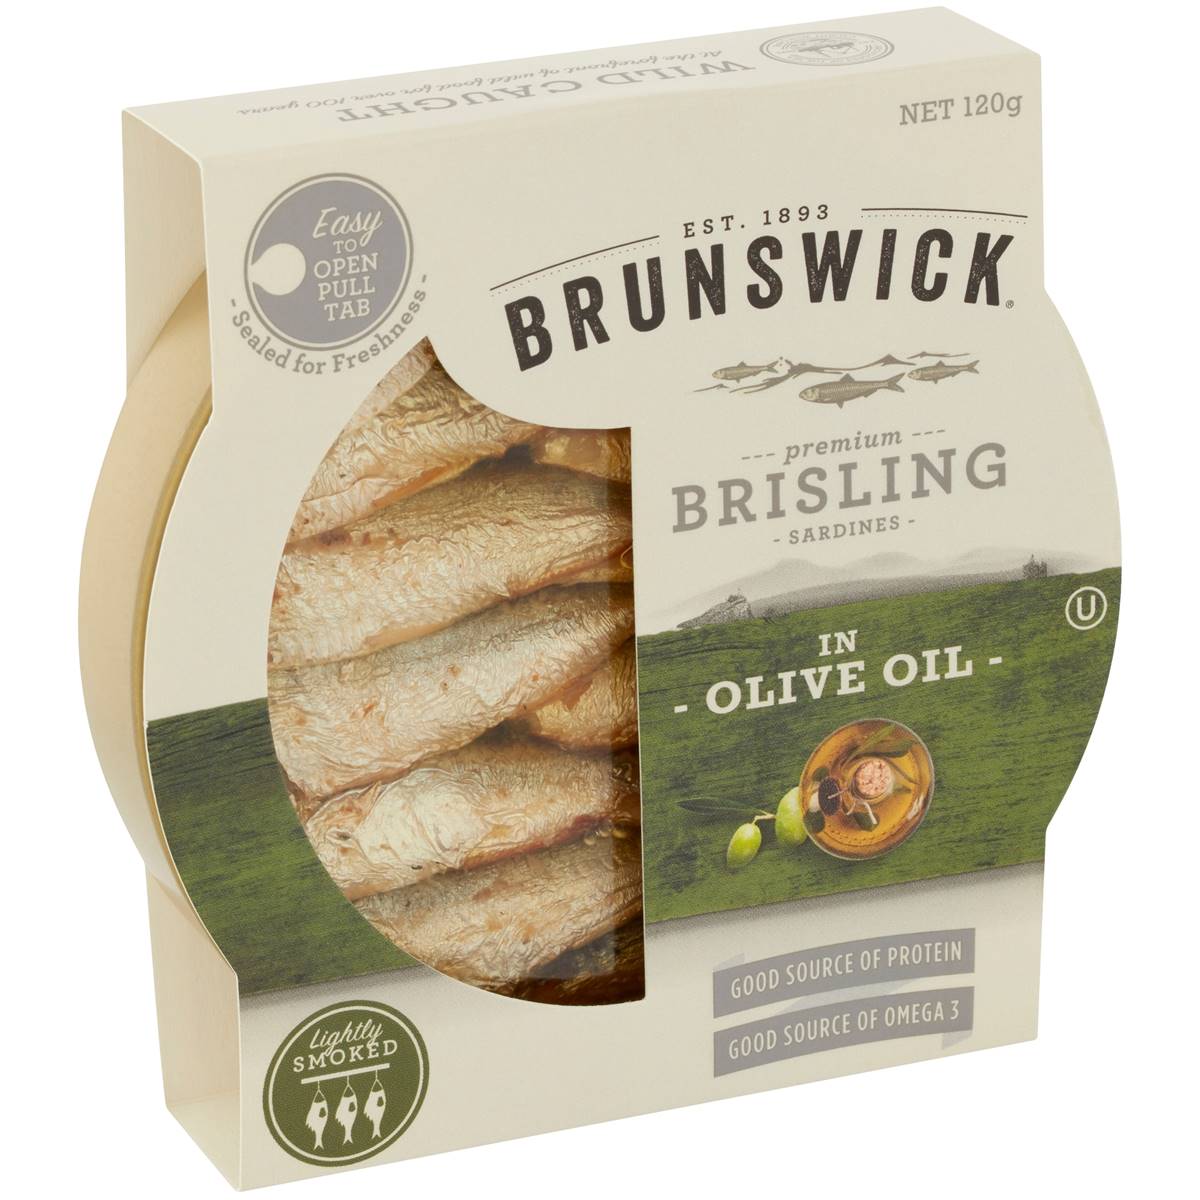 WILD CAUGHT
At the forefront of wild food for over 100 years
NET 120g
Easy
TO
OPEN
PULL
TAB
- Sealed for Freshness -
EST. 1893
BRUNSWICK®
--- premium ---
BRISLING
- SARDINES -
U
IN
- OLIVE OIL -
GOOD SOURCE OF PROTEIN
GOOD SOURCE OF OMEGA 3
Lightly
SMOKED